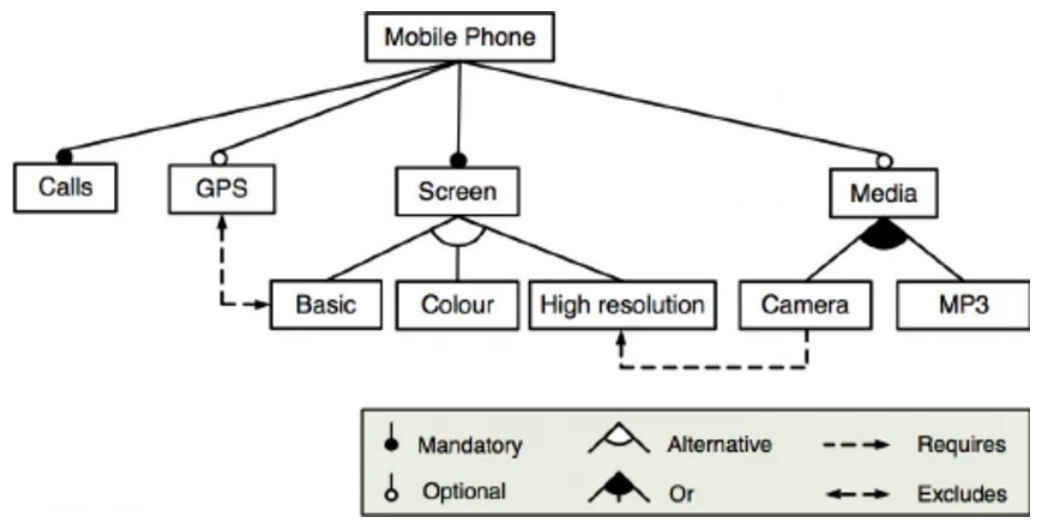 Mobile Phone
Calls
GPS
Screen
Media
Basic
Colour
High resolution
Camera
MP3
Mandatory
Alternative
Requires
Optional
Or
Excludes